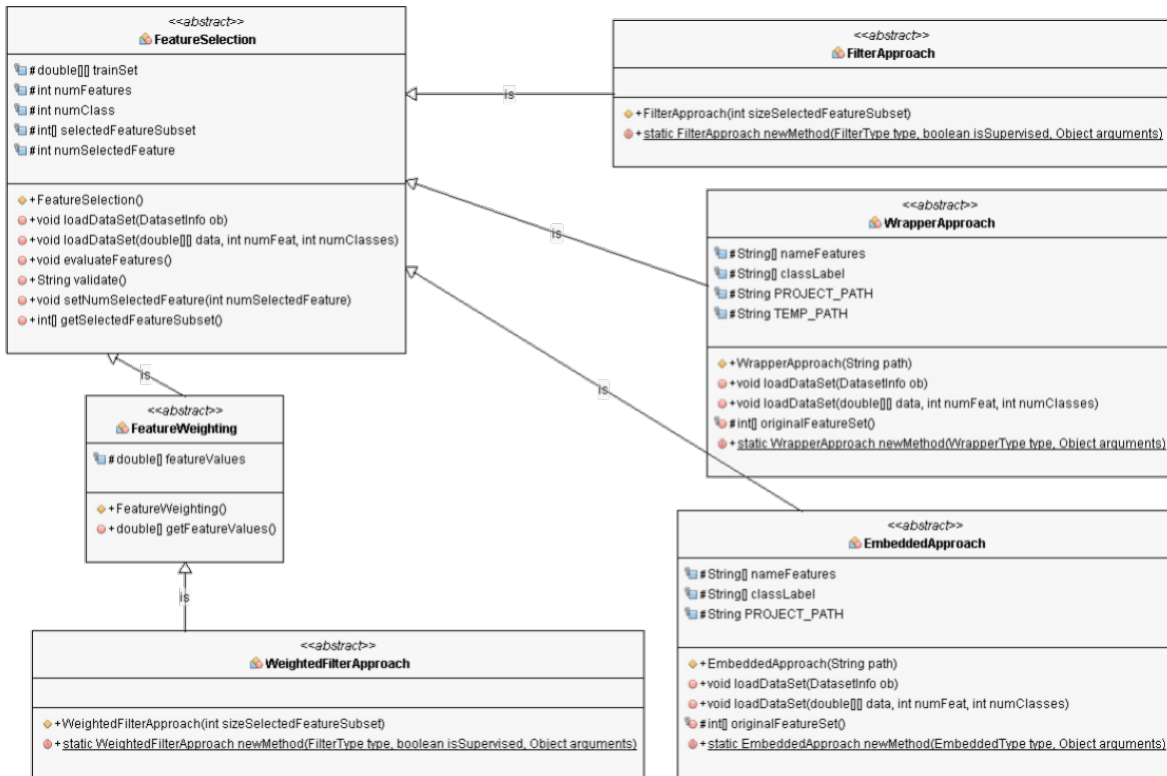 <<abstract>>
FeatureSelection
#double[][] trainSet
#int numFeatures
#int numClass
#int[] selectedFeatureSubset
#int numSelectedFeature
+FeatureSelection()
+void loadDataSet(DatasetInfo ob)
+void loadDataSet(double[][] data, int numFeat, int numClasses)
+void evaluateFeatures()
+String validate()
+void setNumSelectedFeature(int numSelectedFeature)
+int[] getSelectedFeatureSubset()
is
<<abstract>>
FilterApproach
+FilterApproach(int sizeSelectedFeatureSubset)
+static FilterApproach newMethod(FilterType type, boolean isSupervised, Object arguments)
is
<<abstract>>
WrapperApproach
#String[] nameFeatures
#String[] classLabel
#String PROJECT_PATH
#String TEMP_PATH
+WrapperApproach(String path)
+void loadDataSet(DatasetInfo ob)
+void loadDataSet(double[][] data, int numFeat, int numClasses)
#int[] originalFeatureSet()
+static WrapperApproach newMethod(WrapperType type, Object arguments)
is
is
<<abstract>>
FeatureWeighting
#double[] featureValues
+FeatureWeighting()
+double[] getFeatureValues()
is
<<abstract>>
WeightedFilterApproach
+WeightedFilterApproach(int sizeSelectedFeatureSubset)
+static WeightedFilterApproach newMethod(FilterType type, boolean isSupervised, Object arguments)
<<abstract>>
EmbeddedApproach
#String[] nameFeatures
#String[] classLabel
#String PROJECT_PATH
+EmbeddedApproach(String path)
+void loadDataSet(DatasetInfo ob)
+void loadDataSet(double[][] data, int numFeat, int numClasses)
#int[] originalFeatureSet()
+static EmbeddedApproach newMethod(EmbeddedType type, Object arguments)